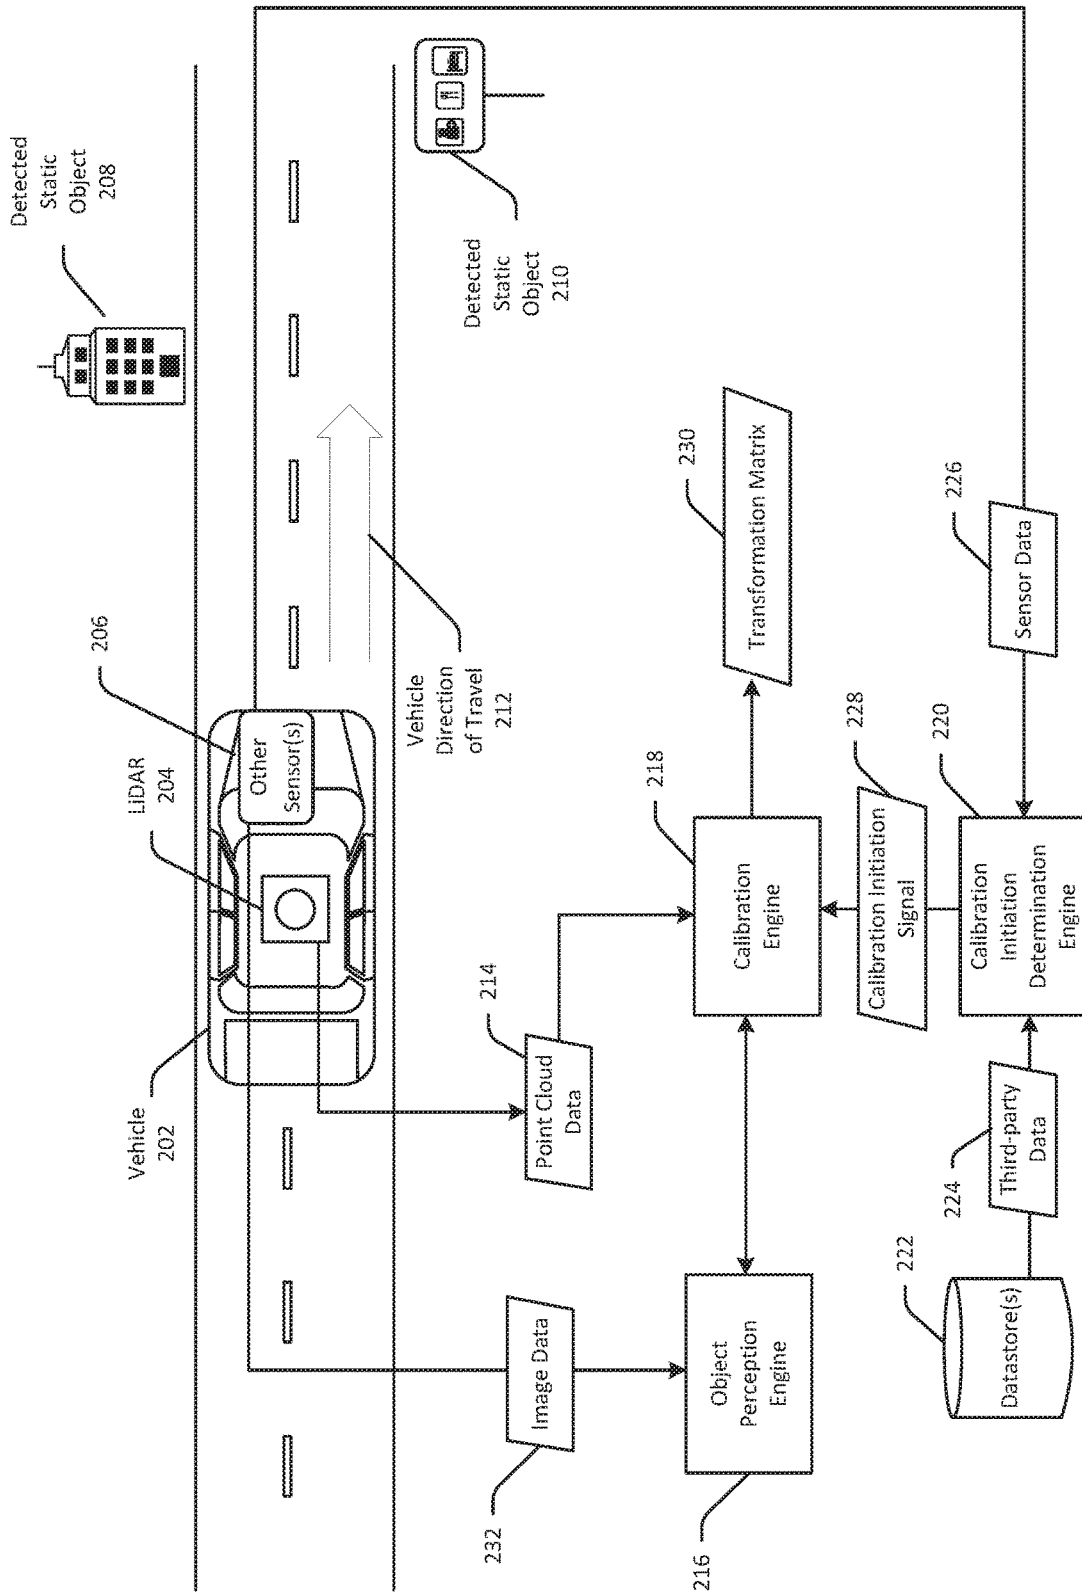 Detected
Static
Object
208
Detected
Static
Object
210
Vehicle
202
LiDAR
204
206
Other
Sensor(s)
Vehicle
Direction
of Travel
212
232
Image Data
214
Point Cloud
Data
Object
Perception
Engine
216
218
Calibration
Engine
230
Transformation Matrix
228
Calibration Initiation
Signal
222
Datastore(s)
224
Third-party
Data
220
Calibration
Initiation
Determination
Engine
226
Sensor Data